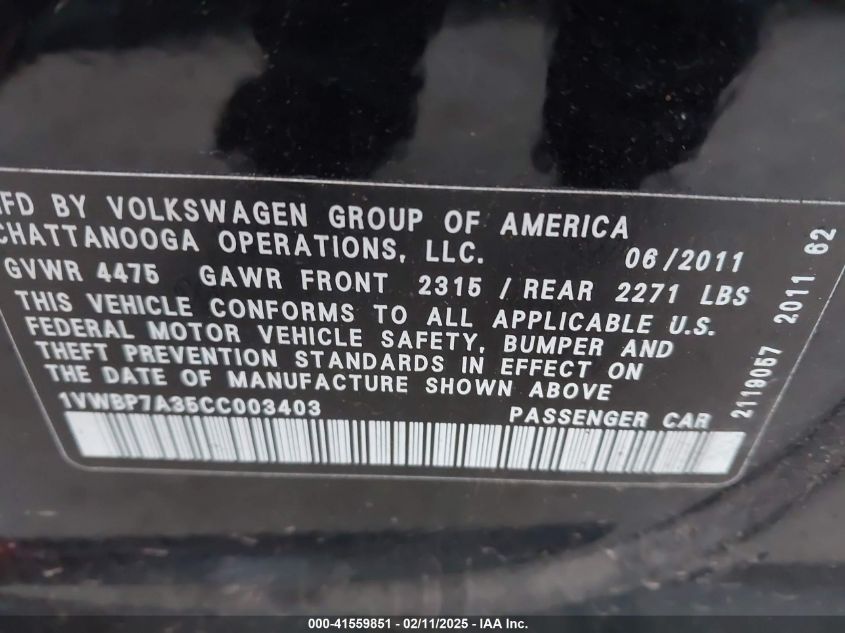 MFD BY VOLKSWAGEN GROUP OF AMERICA
CHATTANOOGA OPERATIONS, LLC. 06/2011
GVWR 4475 GAWR FRONT 2315 / REAR 2271 LBS
THIS VEHICLE CONFORMS TO ALL APPLICABLE U.S.
FEDERAL MOTOR VEHICLE SAFETY, BUMPER AND
THEFT PREVENTION STANDARDS IN EFFECT ON
THE DATE OF MANUFACTURE SHOWN ABOVE
1VWBP7A35CC003403 PASSENGER CAR
2119057 2011 62
000-41559851 - 02/11/2025 - IAA Inc.